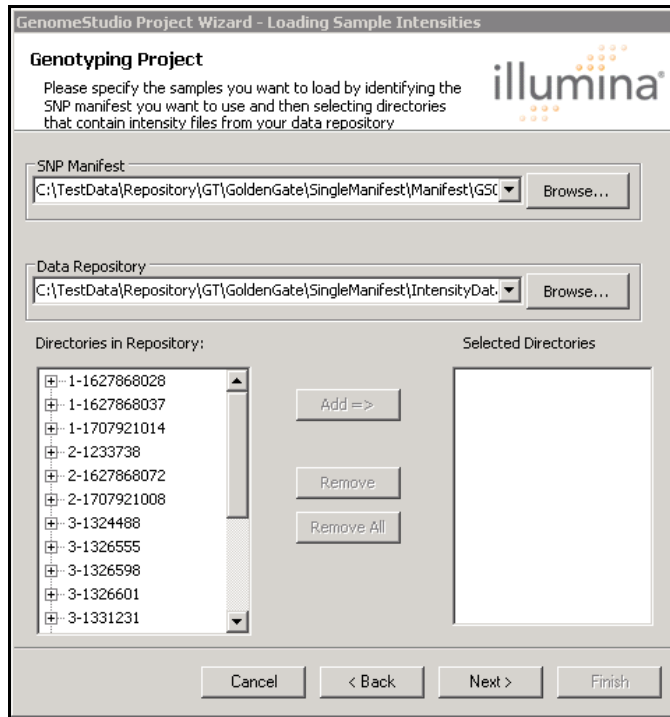 GenomeStudio Project Wizard - Loading Sample Intensities
Genotyping Project
Please specify the samples you want to load by identifying the
SNP manifest you want to use and then selecting directories
that contain intensity files from your data repository
illumina®
SNP Manifest
C:\TestData\Repository\GT\GoldenGate\SingleManifest\Manifest\GS0
Browse...
Data Repository
C:\TestData\Repository\GT\GoldenGate\SingleManifest\IntensityDat
Browse...
Directories in Repository:
Selected Directories
1-1627868028
1-1627868037
1-1707921014
2-1233738
2-1627868072
2-1707921008
3-1324488
3-1326555
3-1326598
3-1326601
3-1331231
Add =>
Remove
Remove All
Cancel
< Back
Next >
Finish